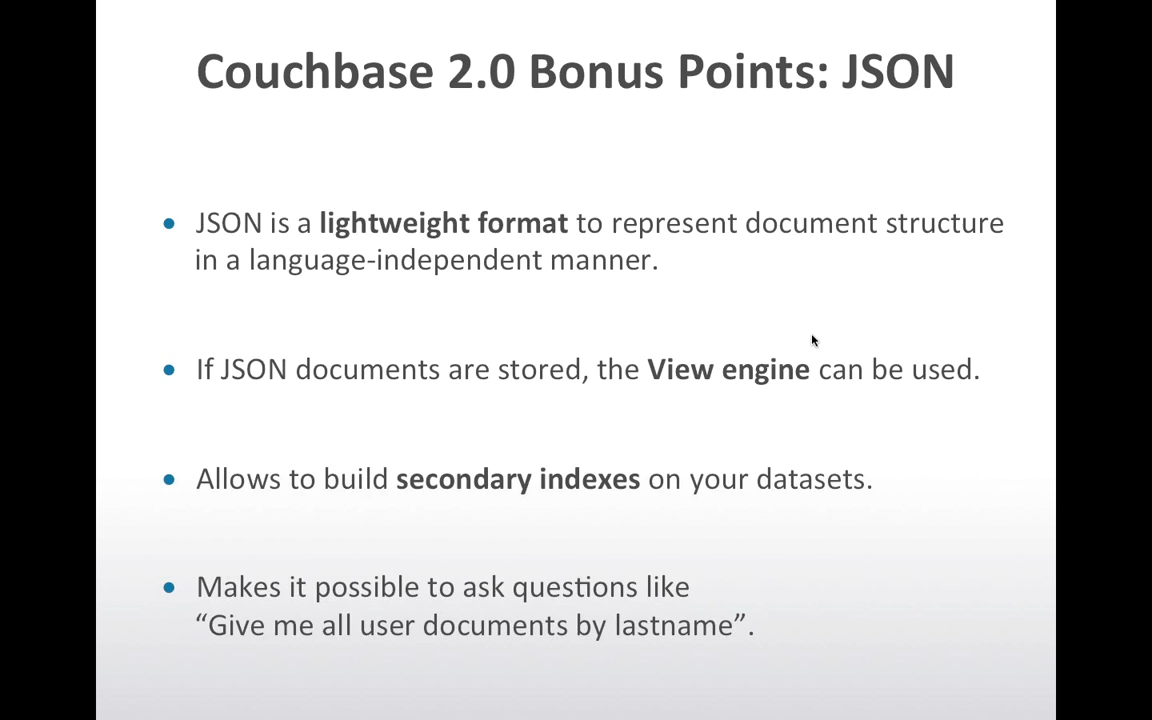 Couchbase 2.0 Bonus Points: JSON
• JSON is a lightweight format to represent document structure
in a language-independent manner.
• If JSON documents are stored, the View engine can be used.
• Allows to build secondary indexes on your datasets.
• Makes it possible to ask questions like
“Give me all user documents by lastname”.